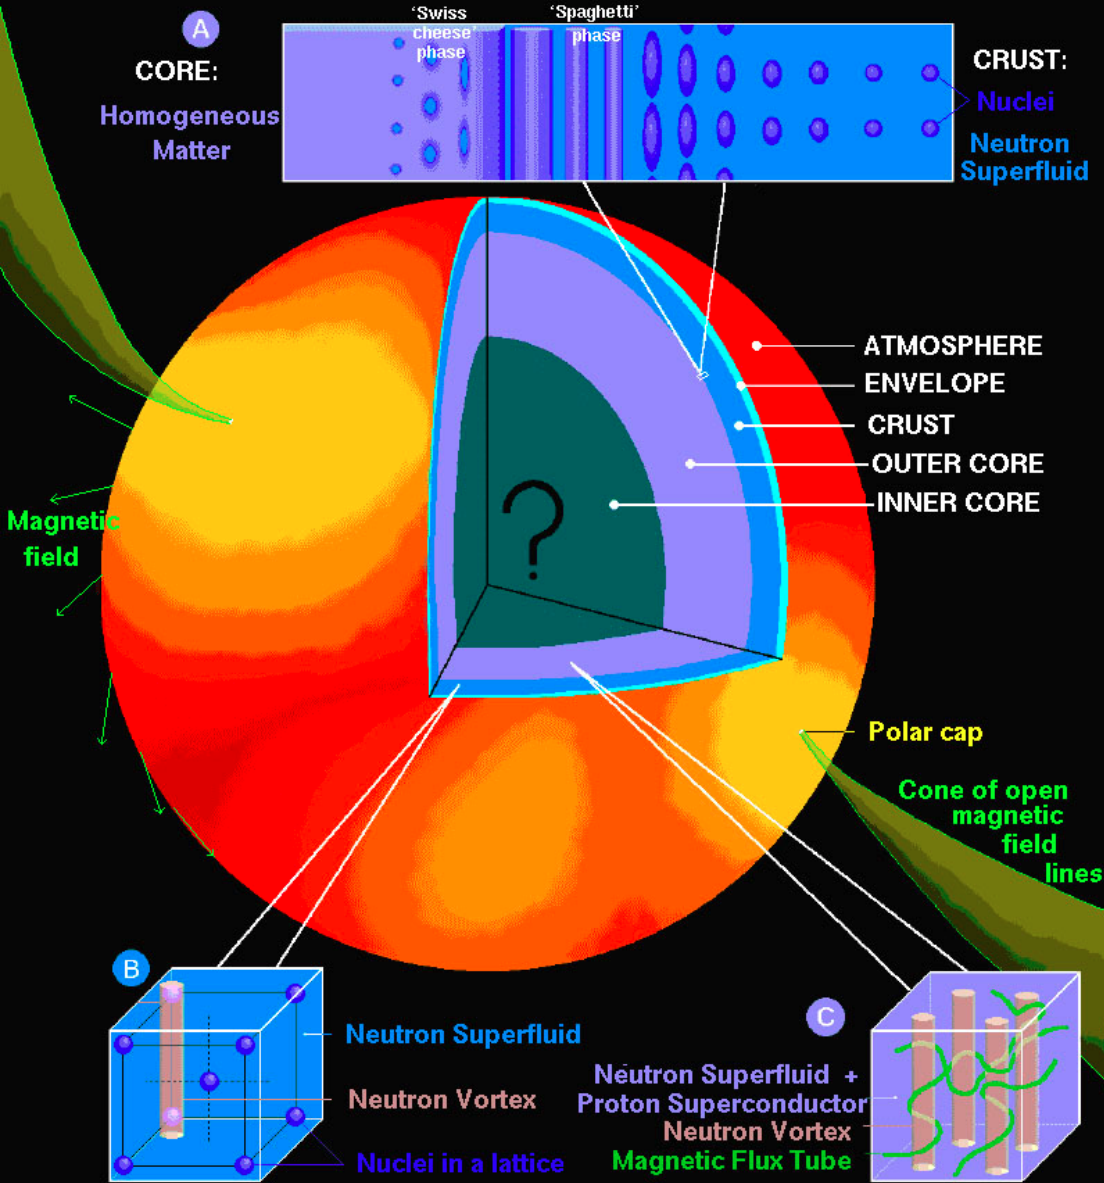 A
'Swiss
cheese'
phase
'Spaghetti'
phase
CORE:
Homogeneous
Matter
CRUST:
Nuclei
Neutron
Superfluid
ATMOSPHERE
ENVELOPE
CRUST
OUTER CORE
INNER CORE
?
Magnetic
field
Polar cap
Cone of open
magnetic
field
lines
B
Neutron Superfluid
Neutron Vortex
Nuclei in a lattice
C
Neutron Superfluid +
Proton Superconductor
Neutron Vortex
Magnetic Flux Tube